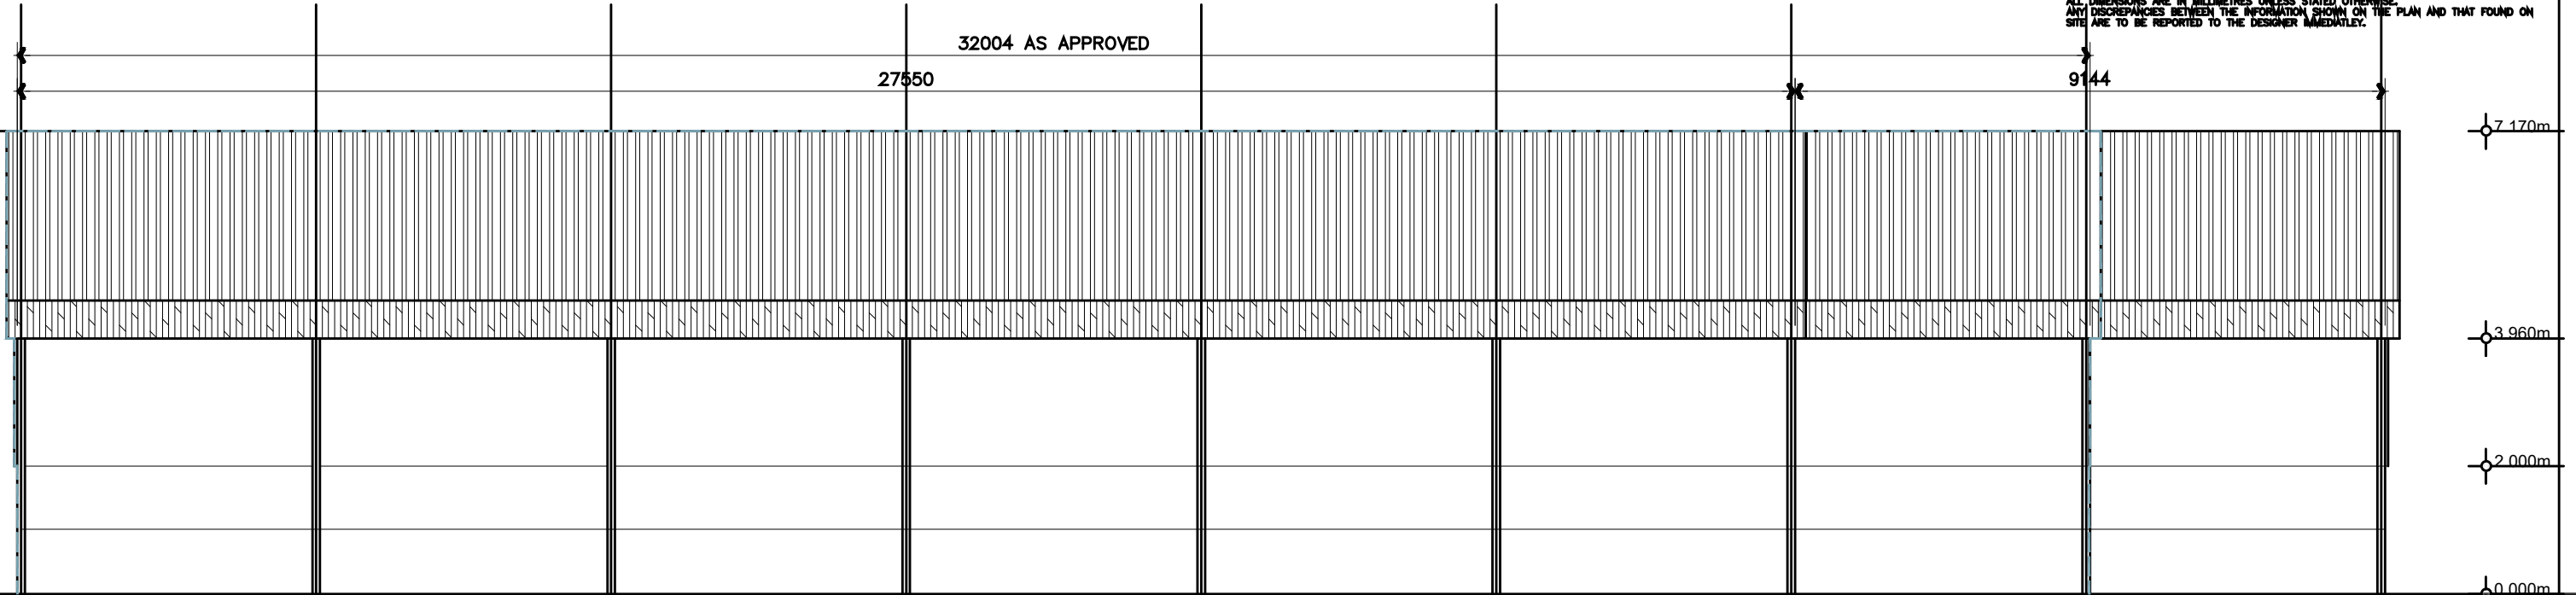 ALL DIMENSIONS ARE IN MILLIMETRES UNLESS STATED OTHERWISE.
ANY DISCREPANCIES BETWEEN THE INFORMATION SHOWN ON THE PLAN AND THAT FOUND ON
SITE ARE TO BE REPORTED TO THE DESIGNER IMMEDIATLEY.
32004 AS APPROVED
27550
9144
7.170m
3.960m
2.000m
0.000m